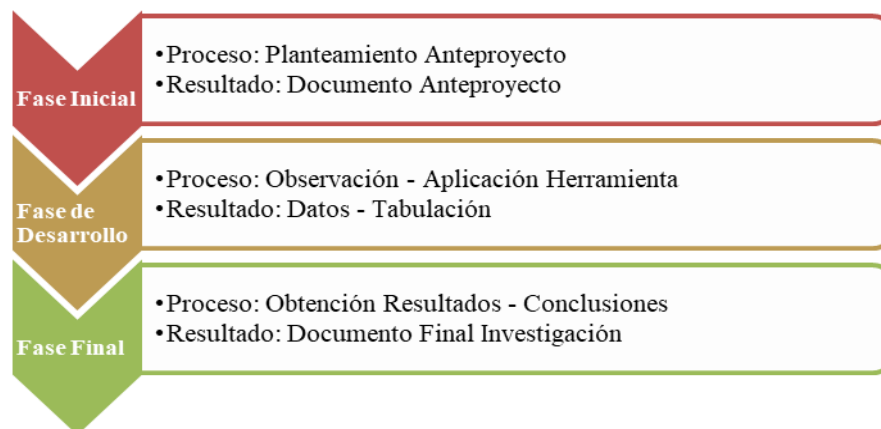 Fase Inicial
•Proceso: Planteamiento Anteproyecto
•Resultado: Documento Anteproyecto
Fase de
Desarrollo
•Proceso: Observación - Aplicación Herramienta
•Resultado: Datos - Tabulación
Fase Final
•Proceso: Obtención Resultados - Conclusiones
•Resultado: Documento Final Investigación